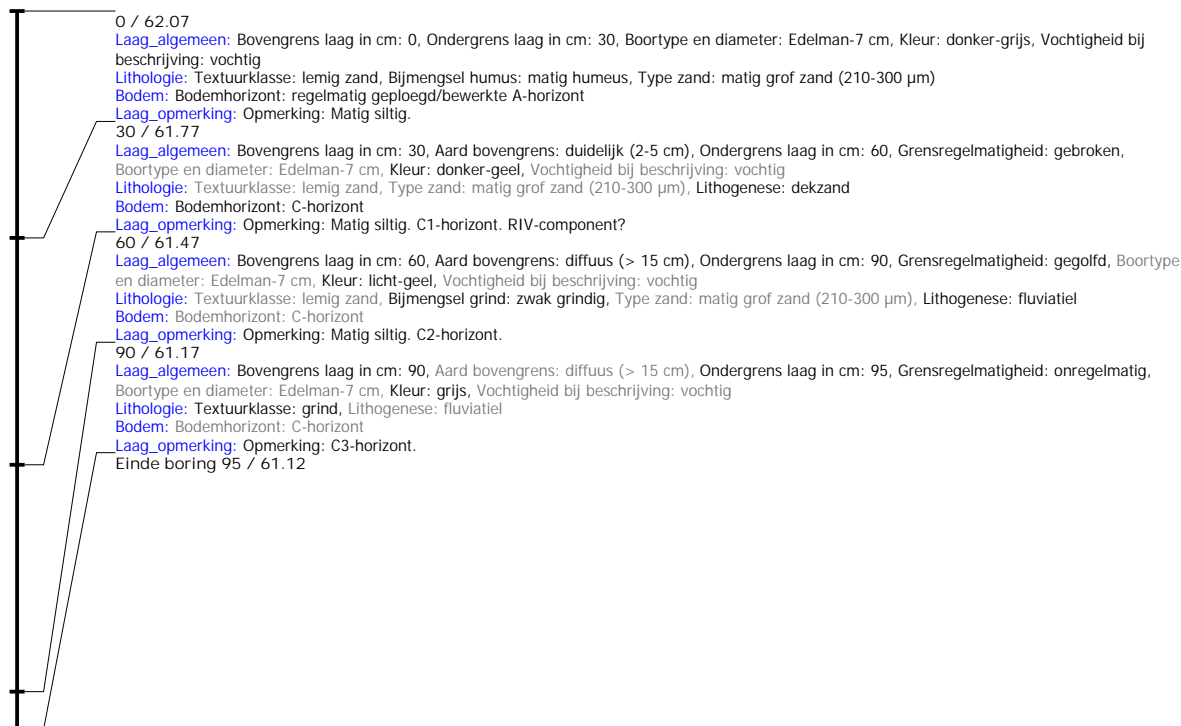 0 / 62.07
Laag_algemeen: Bovengrens laag in cm: 0, Ondergrens laag in cm: 30, Boortype en diameter: Edelman-7 cm, Kleur: donker-grijs, Vochtigheid bij
beschrijving: vochtig
Lithologie: Textuurklasse: lemig zand, Bijmengsel humus: matig humeus, Type zand: matig grof zand (210-300 µm)
Bodem: Bodemhorizont: regelmatig geploegd/bewerkte A-horizont
Laag_opmerking: Opmerking: Matig siltig.
30 / 61.77
Laag_algemeen: Bovengrens laag in cm: 30, Aard bovengrens: duidelijk (2-5 cm), Ondergrens laag in cm: 60, Grensregelmatigheid: gebroken,
Boortype en diameter: Edelman-7 cm, Kleur: donker-geel, Vochtigheid bij beschrijving: vochtig
Lithologie: Textuurklasse: lemig zand, Type zand: matig grof zand (210-300 µm), Lithogenese: dekzand
Bodem: Bodemhorizont: C-horizont
Laag_opmerking: Opmerking: Matig siltig. C1-horizont. RIV-component?
60 / 61.47
Laag_algemeen: Bovengrens laag in cm: 60, Aard bovengrens: diffuus (> 15 cm), Ondergrens laag in cm: 90, Grensregelmatigheid: gegolfd, Boortype
en diameter: Edelman-7 cm, Kleur: licht-geel, Vochtigheid bij beschrijving: vochtig
Lithologie: Textuurklasse: lemig zand, Bijmengsel grind: zwak grindig, Type zand: matig grof zand (210-300 µm), Lithogenese: fluviatiel
Bodem: Bodemhorizont: C-horizont
Laag_opmerking: Opmerking: Matig siltig. C2-horizont.
90 / 61.17
Laag_algemeen: Bovengrens laag in cm: 90, Aard bovengrens: diffuus (> 15 cm), Ondergrens laag in cm: 95, Grensregelmatigheid: onregelmatig,
Boortype en diameter: Edelman-7 cm, Kleur: grijs, Vochtigheid bij beschrijving: vochtig
Lithologie: Textuurklasse: grind, Lithogenese: fluviatiel
Bodem: Bodemhorizont: C-horizont
Laag_opmerking: Opmerking: C3-horizont.
Einde boring 95 / 61.12